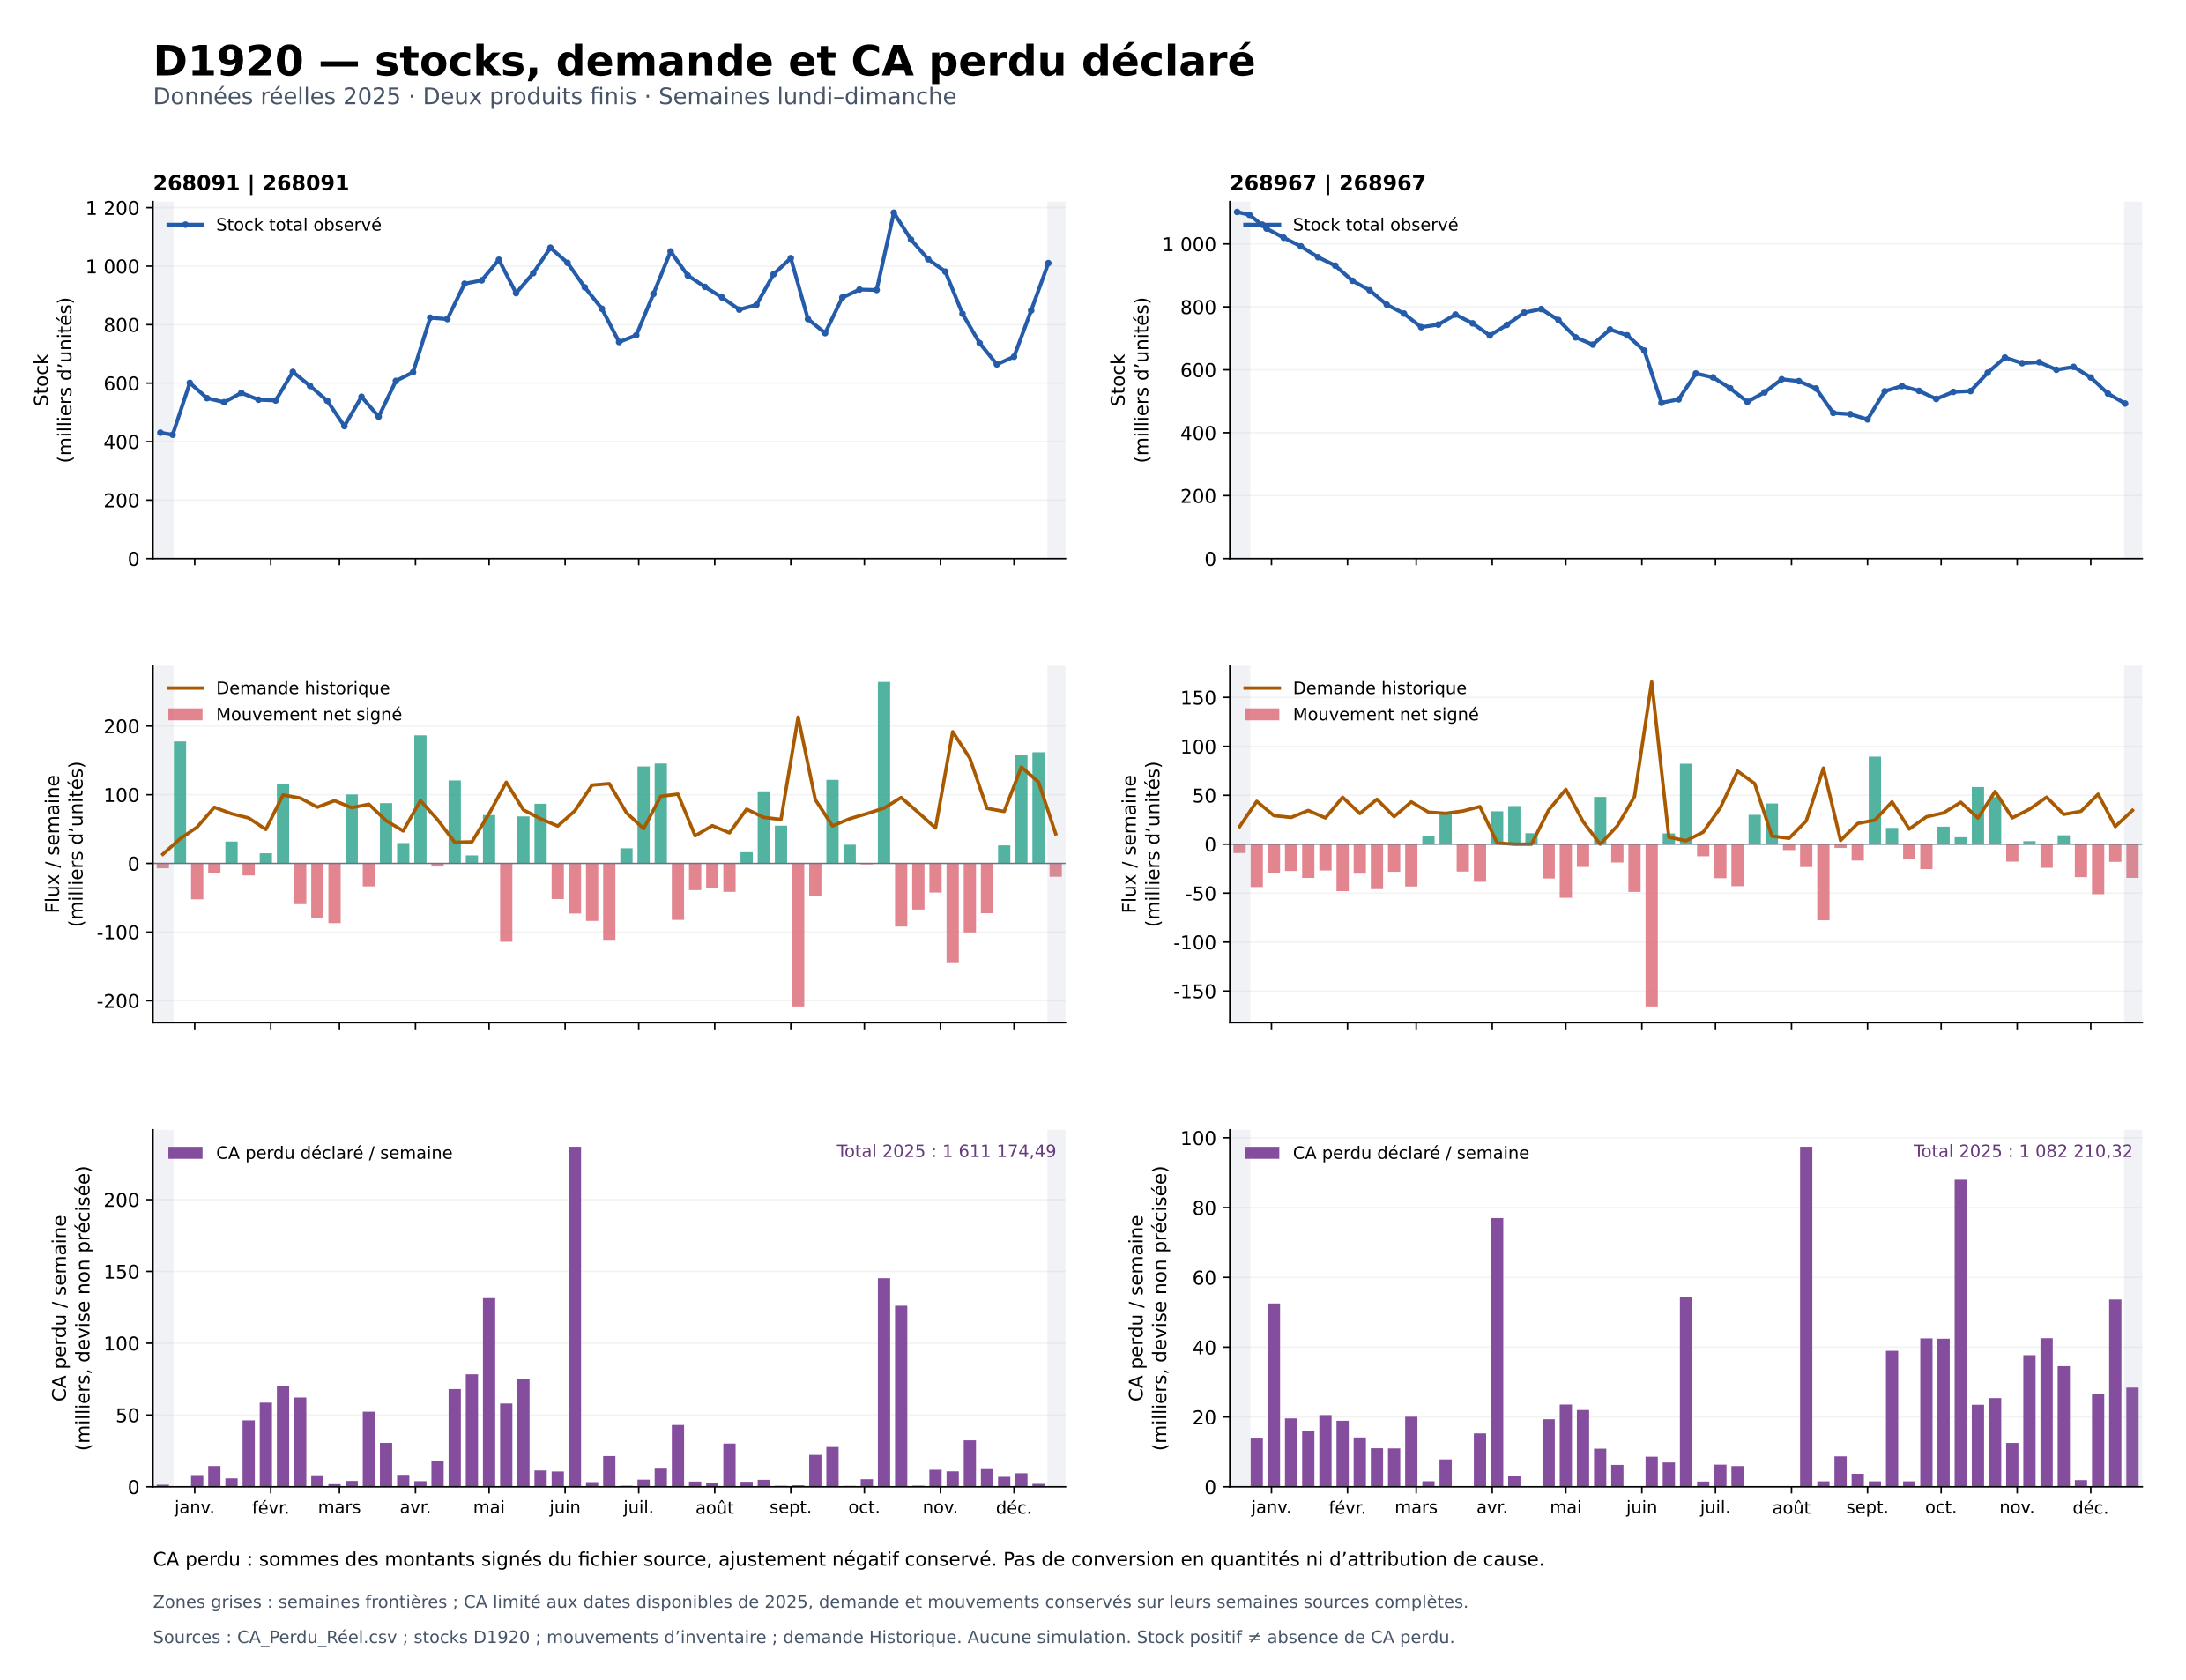 D1920 — stocks, demande et CA perdu déclaré
Données réelles 2025 · Deux produits finis · Semaines lundi–dimanche
268091 | 268091
Stock total observé
Stock
(milliers d’unités)
1 200
1 000
800
600
400
200
0
268967 | 268967
Stock total observé
Stock
(milliers d’unités)
1 000
800
600
400
200
0
Demande historique
Mouvement net signé
Flux / semaine
(milliers d’unités)
200
100
0
-100
-200
Demande historique
Mouvement net signé
Flux / semaine
(milliers d’unités)
150
100
50
0
-50
-100
-150
CA perdu déclaré / semaine
Total 2025 : 1 611 174,49
CA perdu / semaine
(milliers, devise non précisée)
200
150
100
50
0
janv. févr. mars avr. mai juin juil. août sept. oct. nov. déc.
CA perdu déclaré / semaine
Total 2025 : 1 082 210,32
CA perdu / semaine
(milliers, devise non précisée)
100
80
60
40
20
0
janv. févr. mars avr. mai juin juil. août sept. oct. nov. déc.
CA perdu : sommes des montants signés du fichier source, ajustement négatif conservé. Pas de conversion en quantités ni d’attribution de cause.
Zones grises : semaines frontières ; CA limité aux dates disponibles de 2025, demande et mouvements conservés sur leurs semaines sources complètes.
Sources : CA_Perdu_Réel.csv ; stocks D1920 ; mouvements d’inventaire ; demande Historique. Aucune simulation. Stock positif ≠ absence de CA perdu.